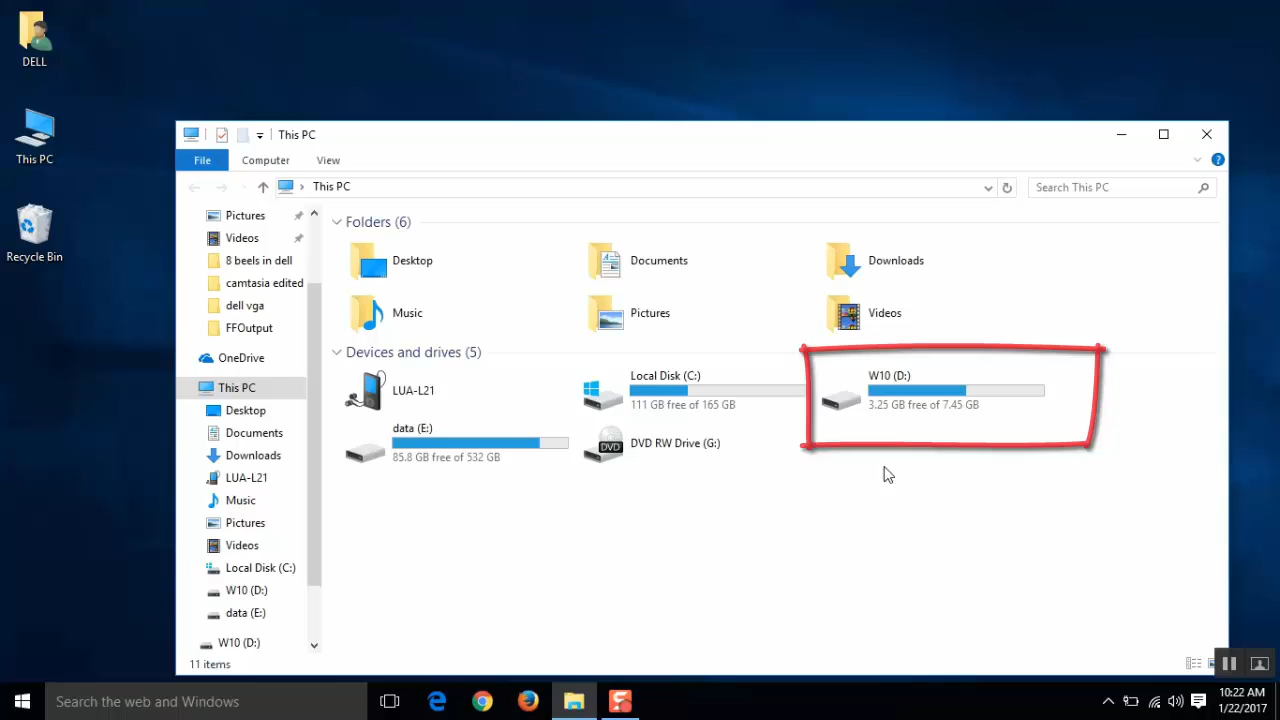 DELL
This PC
Recycle Bin
This PC
File Computer View
This PC
Search This PC
Pictures
Videos
8 beels in dell
camtasia edited
dell vga
FFOutput
OneDrive
This PC
Desktop
Documents
Downloads
LUA-L21
Music
Pictures
Videos
Local Disk (C:)
W10 (D:)
data (E:)
W10 (D:)
Folders (6)
Desktop
Documents
Downloads
Music
Pictures
Videos
Devices and drives (5)
LUA-L21
Local Disk (C:)
111 GB free of 165 GB
W10 (D:)
3.25 GB free of 7.45 GB
data (E:)
85.8 GB free of 532 GB
DVD
DVD RW Drive (G:)
11 items
Search the web and Windows
10:22 AM
1/22/2017